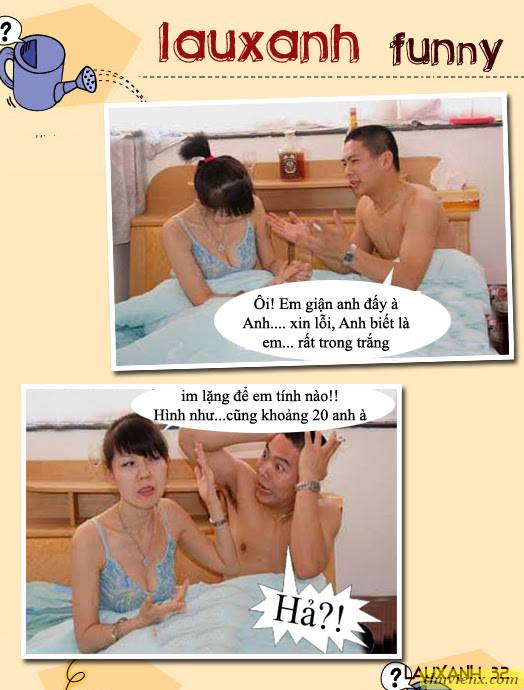 ?
lauxanh funny
Ôi! Em giận anh đấy à
Anh.... xin lỗi, Anh biết là
em... rất trong trắng
im lặng để em tính nào!!
Hình như...cũng khoảng 20 anh à
Hả?!
?
LAUXANH 32